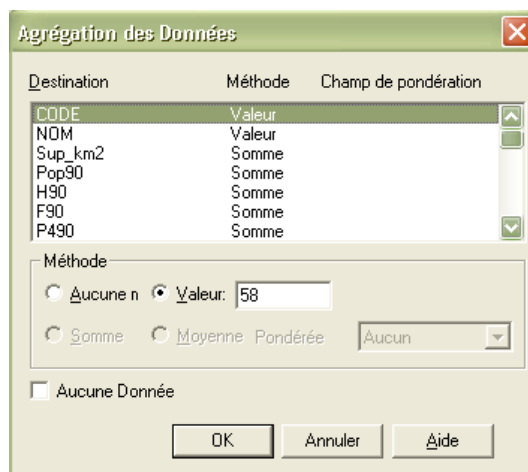 Agrégation des Données
Destination Méthode Champ de pondération
CODE Valeur
NOM Valeur
Sup_km2 Somme
Pop90 Somme
H90 Somme
F90 Somme
P490 Somme
Méthode
Aucune n Valeur: 58
Somme Moyenne Pondérée Aucun
Aucune Donnée
OK Annuler Aide